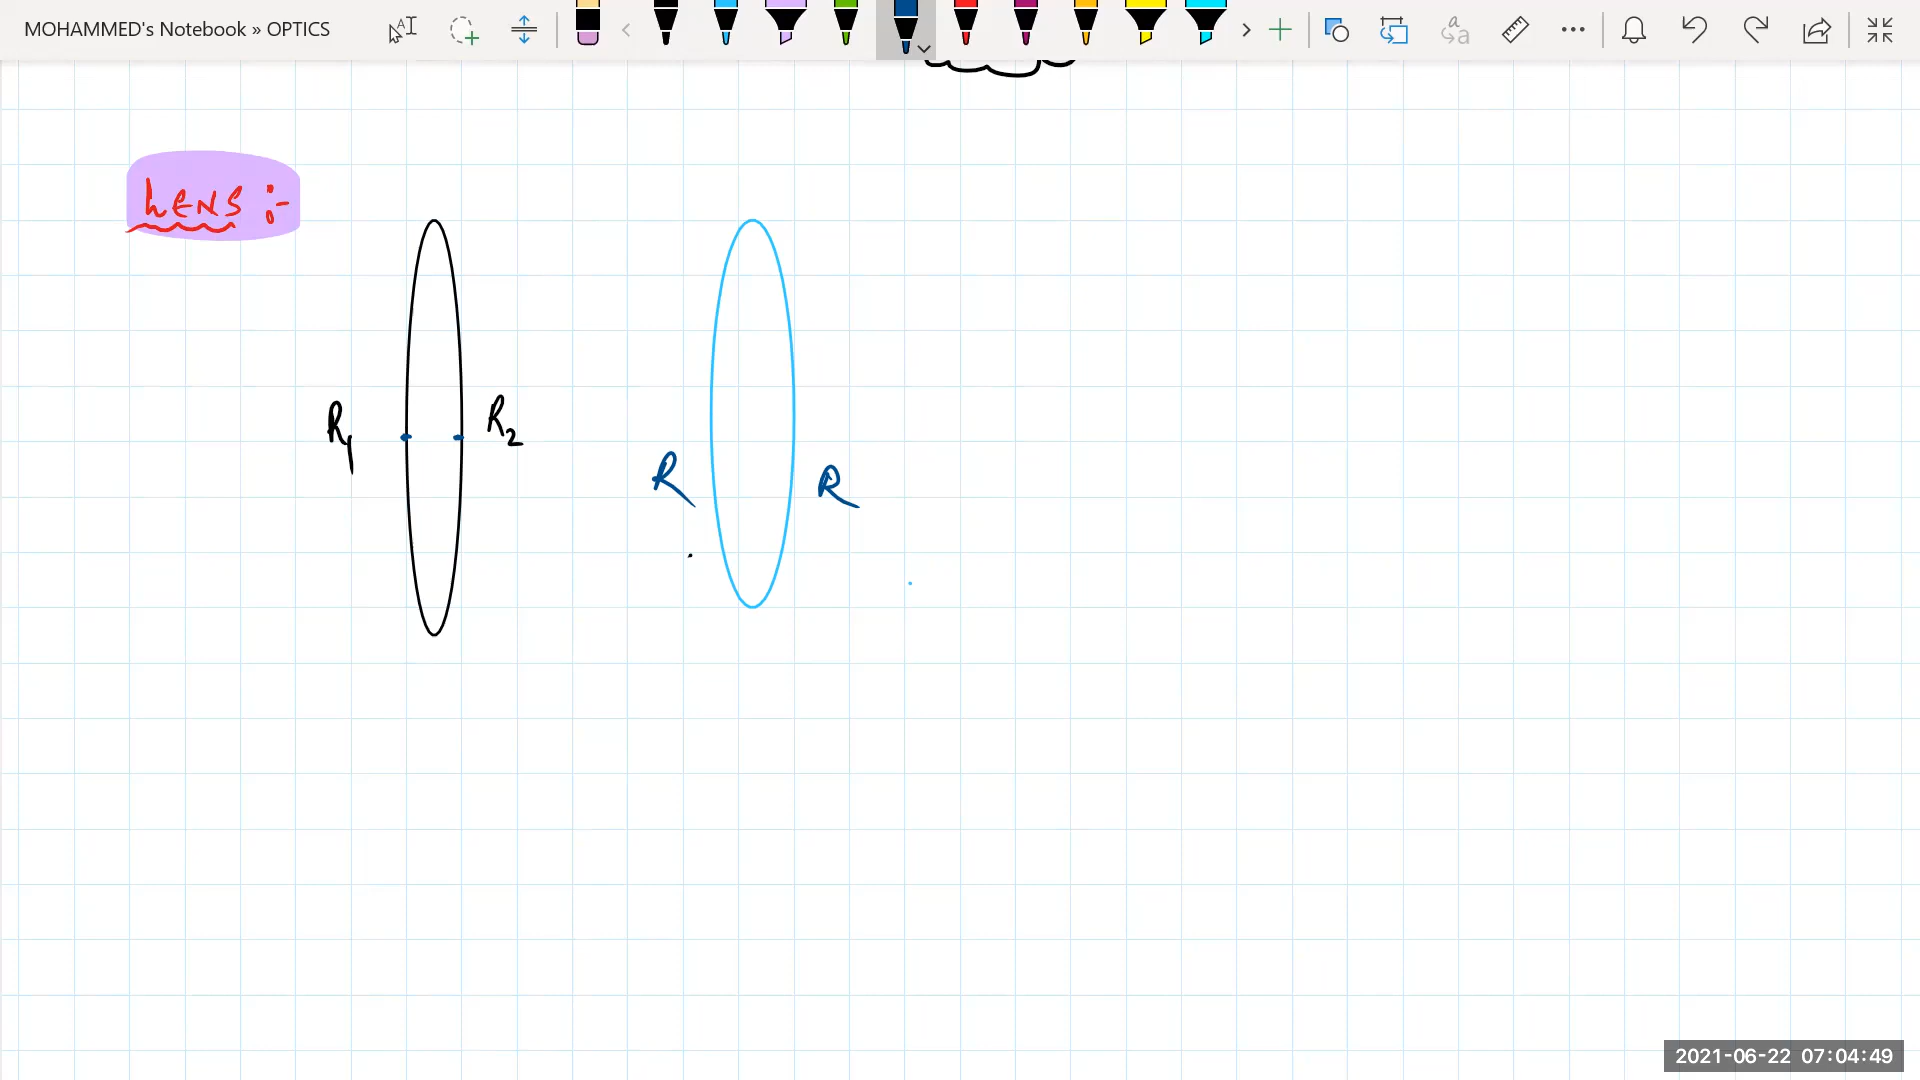 MOHAMMED's Notebook » OPTICS
LENS :-
R1 R2
R R
2021-06-22 07:04:49